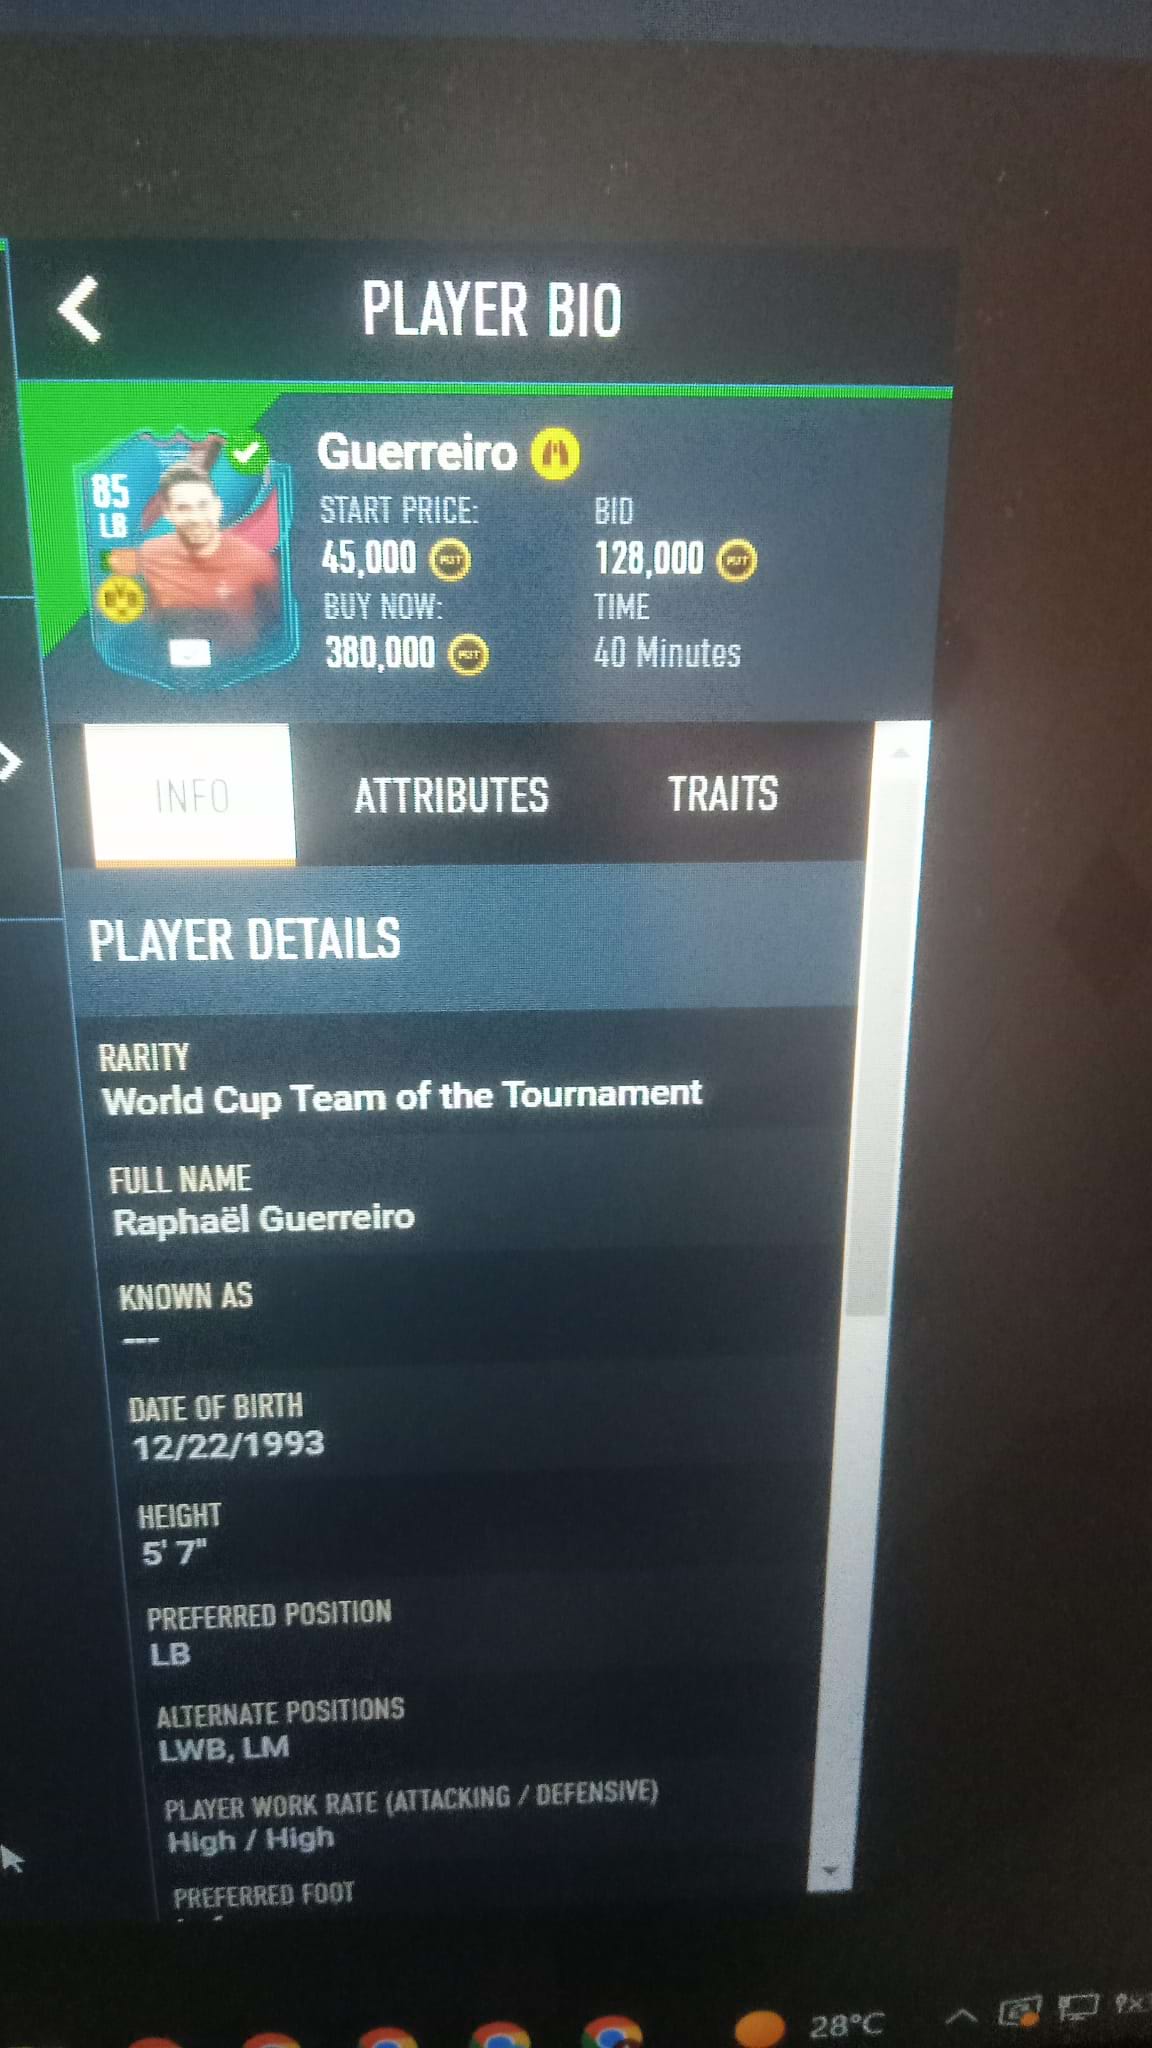 PLAYER BIO
85
LB
Guerreiro
START PRICE:
45,000
BID
128,000
BUY NOW:
380,000
TIME
40 Minutes
INFO
ATTRIBUTES
TRAITS
PLAYER DETAILS
RARITY
World Cup Team of the Tournament
FULL NAME
Raphaël Guerreiro
KNOWN AS
---
DATE OF BIRTH
12/22/1993
HEIGHT
5' 7"
PREFERRED POSITION
LB
ALTERNATE POSITIONS
LWB, LM
PLAYER WORK RATE (ATTACKING / DEFENSIVE)
High / High
PREFERRED FOOT
28°C